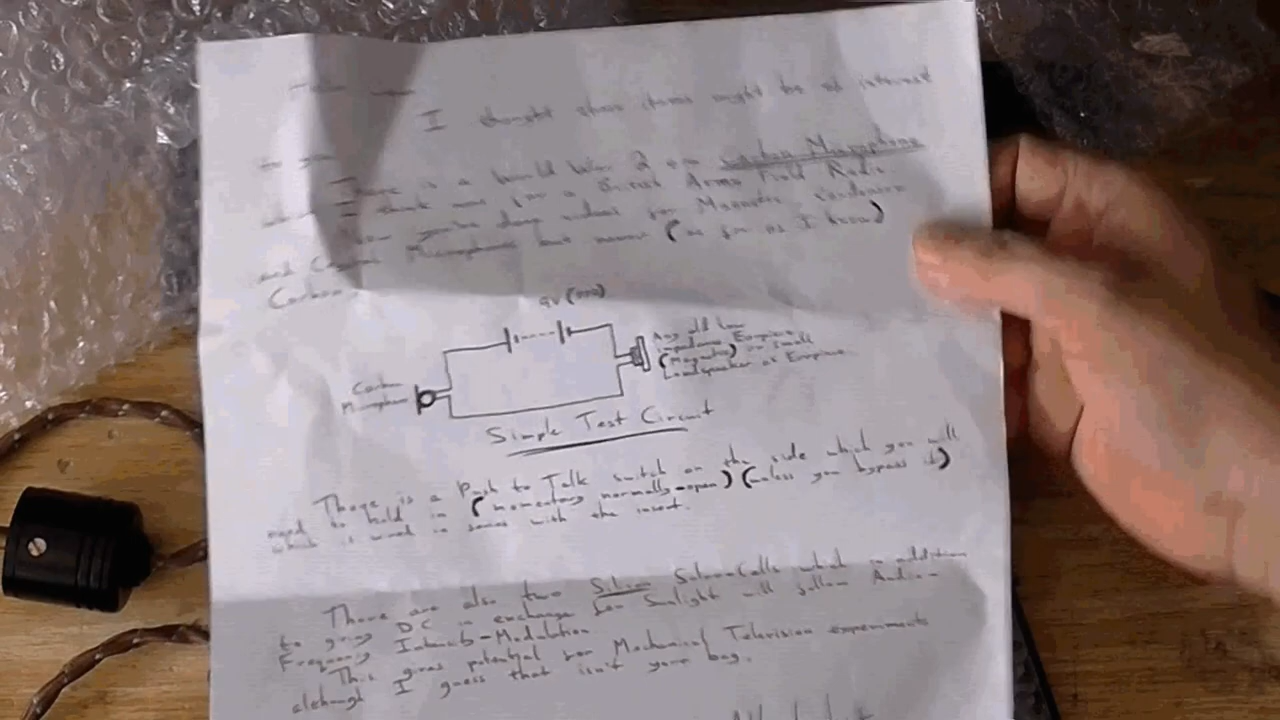 I thought these items might be of interest
to you.
There is a World War 2 era Carbon Microphone
which I think was for a British Army Field Radio
you've done videos for Magnetic,
and Crystal Microphones but never (as far as I know)
Carbon.
9V (PP3)
Carbon
Microphone
Any old low
impedance Earpiece
(Magnetic) or small
Loudspeaker as Earpiece.
Simple Test Circuit
There is a Push to Talk switch on the side which you will
need to hold in (momentary normally-open) (unless you bypass it)
which is wired in series with the insert.
There are also two Silicon Solar Cells which in addition
to giving DC in exchange for Sunlight will follow Audio-
Frequency Intensity-Modulation
This gives potential for Mechanical Television experiments
although I guess that isn't your bag.